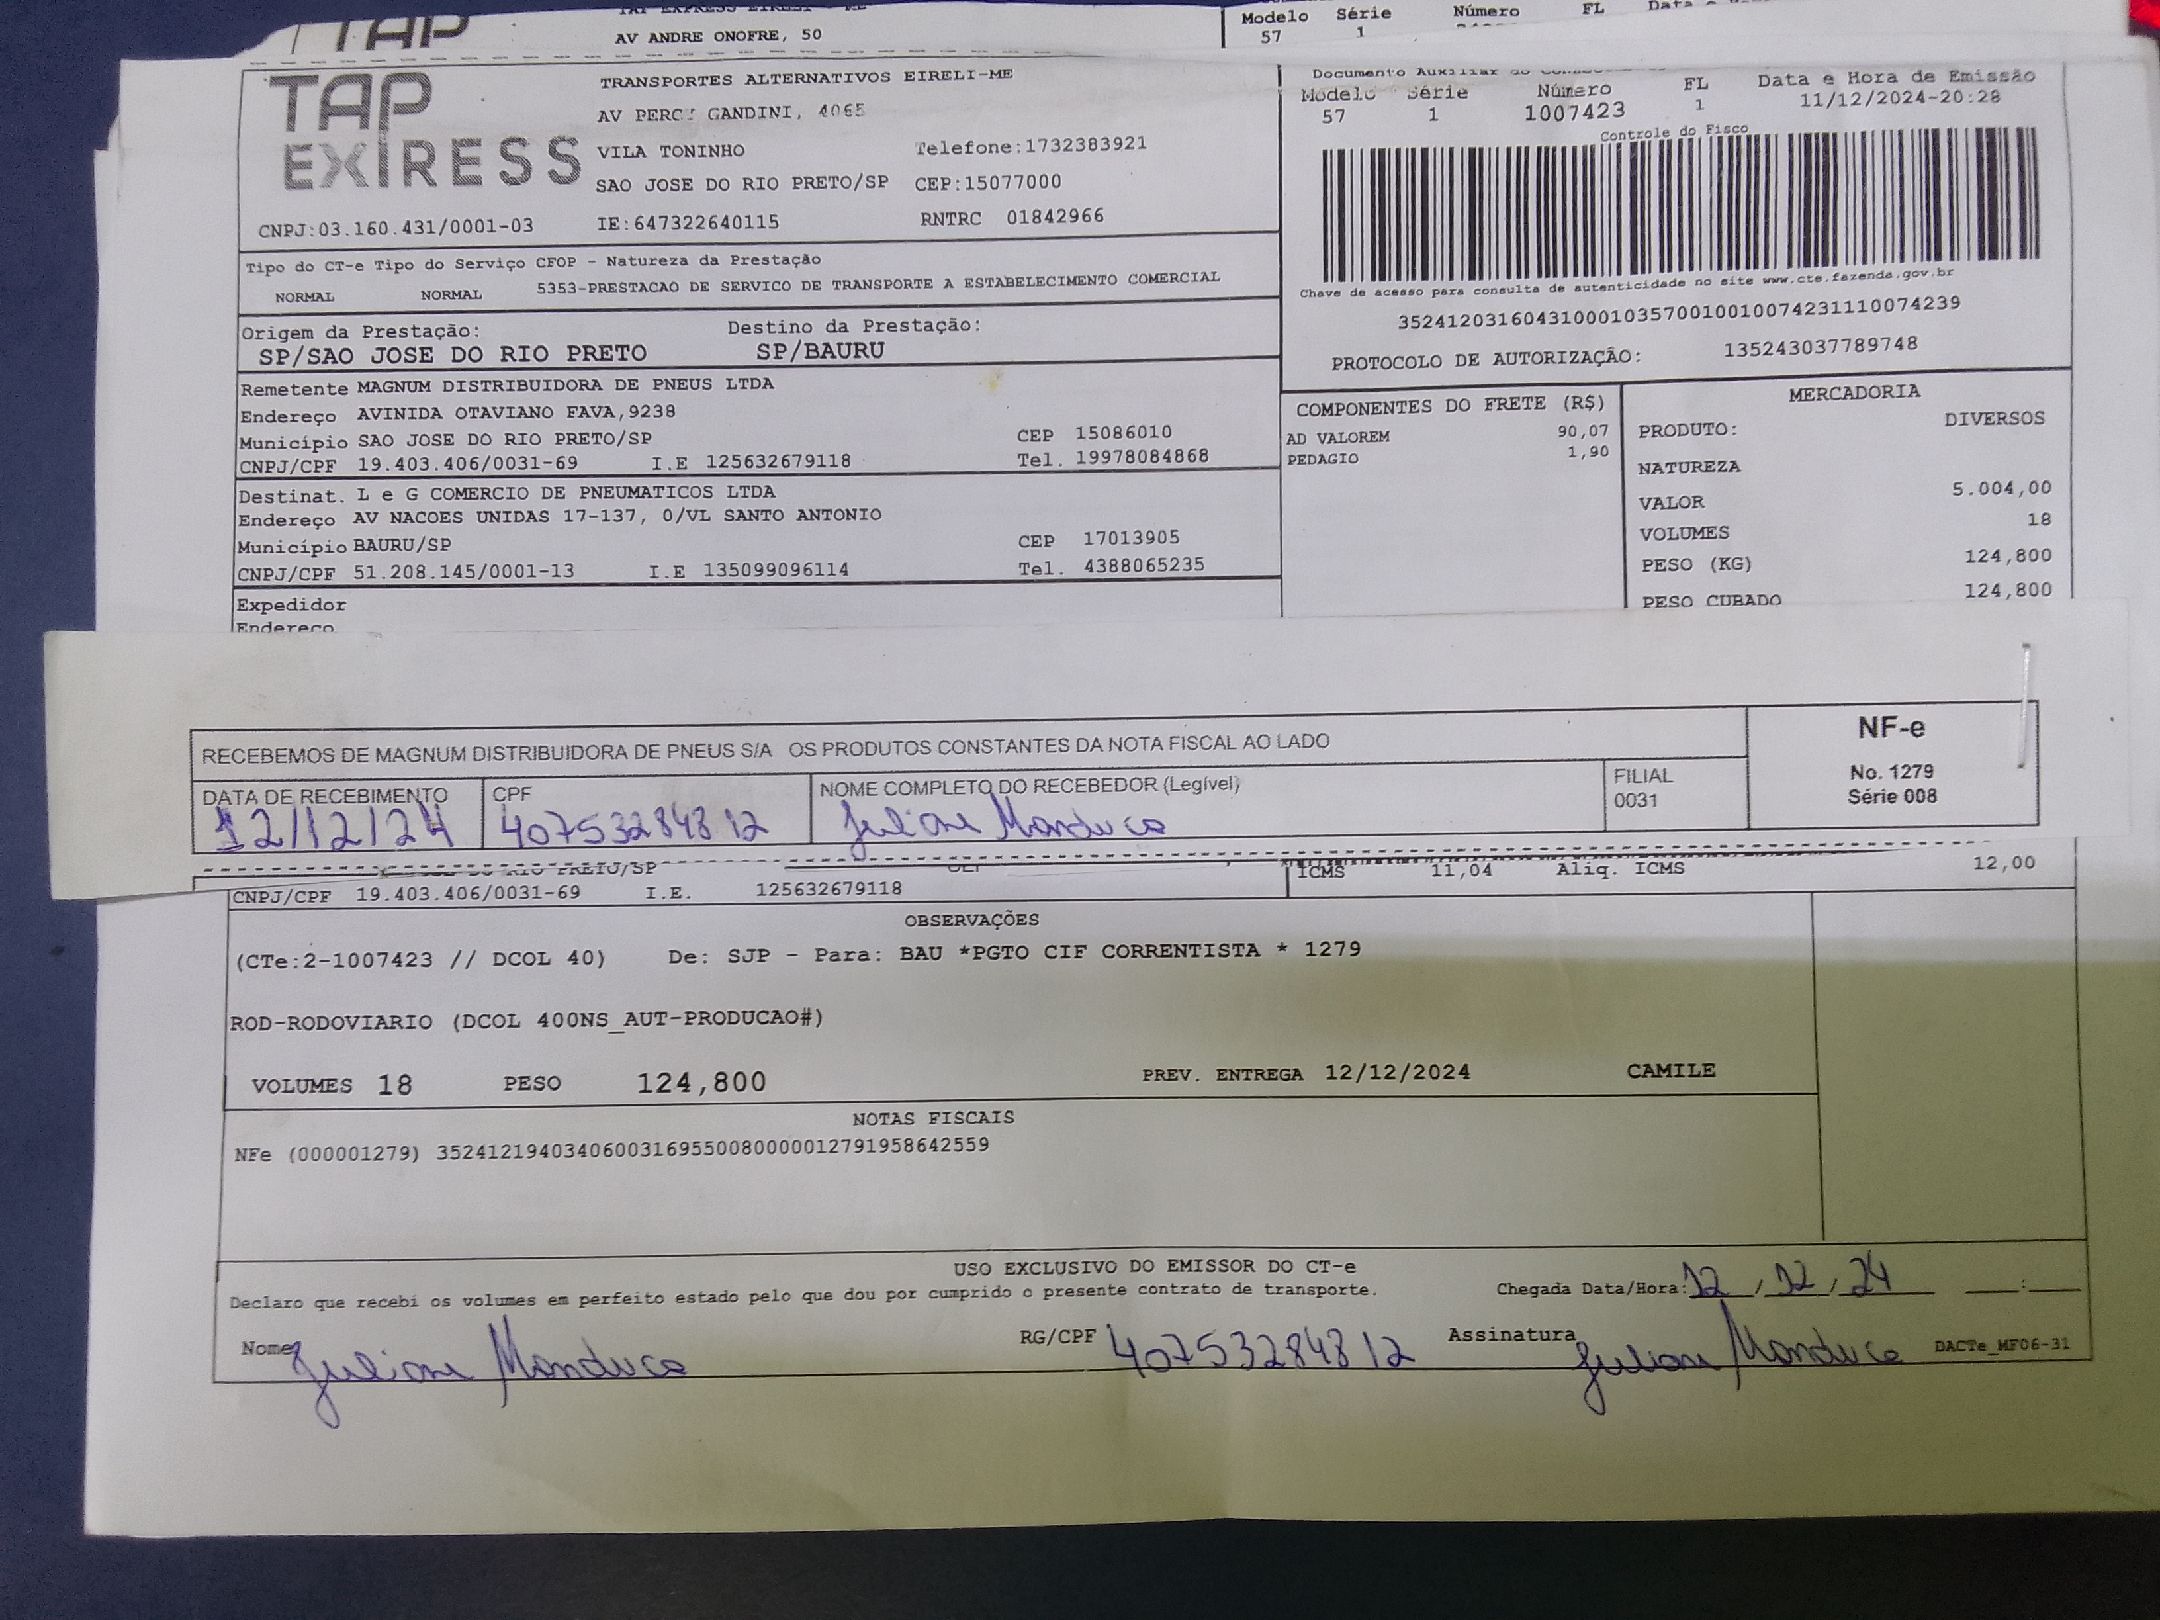 AV ANDRE ONOFRE, 50
Modelo Série Número FL
57 1
TAP
EXPRESS
TRANSPORTES ALTERNATIVOS EIRELI-ME
AV PERCY GANDINI, 4065
VILA TONINHO Telefone:1732383921
SAO JOSE DO RIO PRETO/SP CEP:15077000
CNPJ:03.160.431/0001-03 IE:647322640115 RNTRC 01842966
Documento Auxiliar do
Modelo Série Número FL Data e Hora de Emissão
57 1 1007423 1 11/12/2024-20:28
Controle do Fisco
Chave de acesso para consulta de autenticidade no site www.cte.fazenda.gov.br
35241203160431000103570010010074231110074239
PROTOCOLO DE AUTORIZAÇÃO: 135243037789748
Tipo do CT-e Tipo do Serviço CFOP - Natureza da Prestação
NORMAL NORMAL 5353-PRESTACAO DE SERVICO DE TRANSPORTE A ESTABELECIMENTO COMERCIAL
Origem da Prestação: Destino da Prestação:
SP/SAO JOSE DO RIO PRETO SP/BAURU
Remetente MAGNUM DISTRIBUIDORA DE PNEUS LTDA
Endereço AVINIDA OTAVIANO FAVA,9238
Município SAO JOSE DO RIO PRETO/SP CEP 15086010
CNPJ/CPF 19.403.406/0031-69 I.E 125632679118 Tel. 19978084868
Destinat. L e G COMERCIO DE PNEUMATICOS LTDA
Endereço AV NACOES UNIDAS 17-137, 0/VL SANTO ANTONIO
Município BAURU/SP CEP 17013905
CNPJ/CPF 51.208.145/0001-13 I.E 135099096114 Tel. 4388065235
Expedidor
Endereço
COMPONENTES DO FRETE (R$)
AD VALOREM 90,07
PEDAGIO 1,90
MERCADORIA
PRODUTO: DIVERSOS
NATUREZA
VALOR 5.004,00
VOLUMES 18
PESO (KG) 124,800
PESO CUBADO 124,800
RECEBEMOS DE MAGNUM DISTRIBUIDORA DE PNEUS S/A OS PRODUTOS CONSTANTES DA NOTA FISCAL AO LADO
NF-e
No. 1279
Série 008
DATA DE RECEBIMENTO CPF NOME COMPLETO DO RECEBEDOR (Legível) FILIAL
0031
12/12/24 40753284812 Juliane Manduca
PRETO/SP
ICMS 11,04 Aliq. ICMS 12,00
CNPJ/CPF 19.403.406/0031-69 I.E. 125632679118
OBSERVAÇÕES
(CTe:2-1007423 // DCOL 40) De: SJP - Para: BAU *PGTO CIF CORRENTISTA * 1279
ROD-RODOVIARIO (DCOL 400NS_AUT-PRODUCAO#)
VOLUMES 18 PESO 124,800 PREV. ENTREGA 12/12/2024 CAMILE
NOTAS FISCAIS
NFe (000001279) 35241219403406003169550080000012791958642559
USO EXCLUSIVO DO EMISSOR DO CT-e
Declaro que recebi os volumes em perfeito estado pelo que dou por cumprido o presente contrato de transporte. Chegada Data/Hora: 12/12/24 :
Nome Juliane Manduca RG/CPF 40753284812 Assinatura Juliane Manduca DACTe_MF06-31